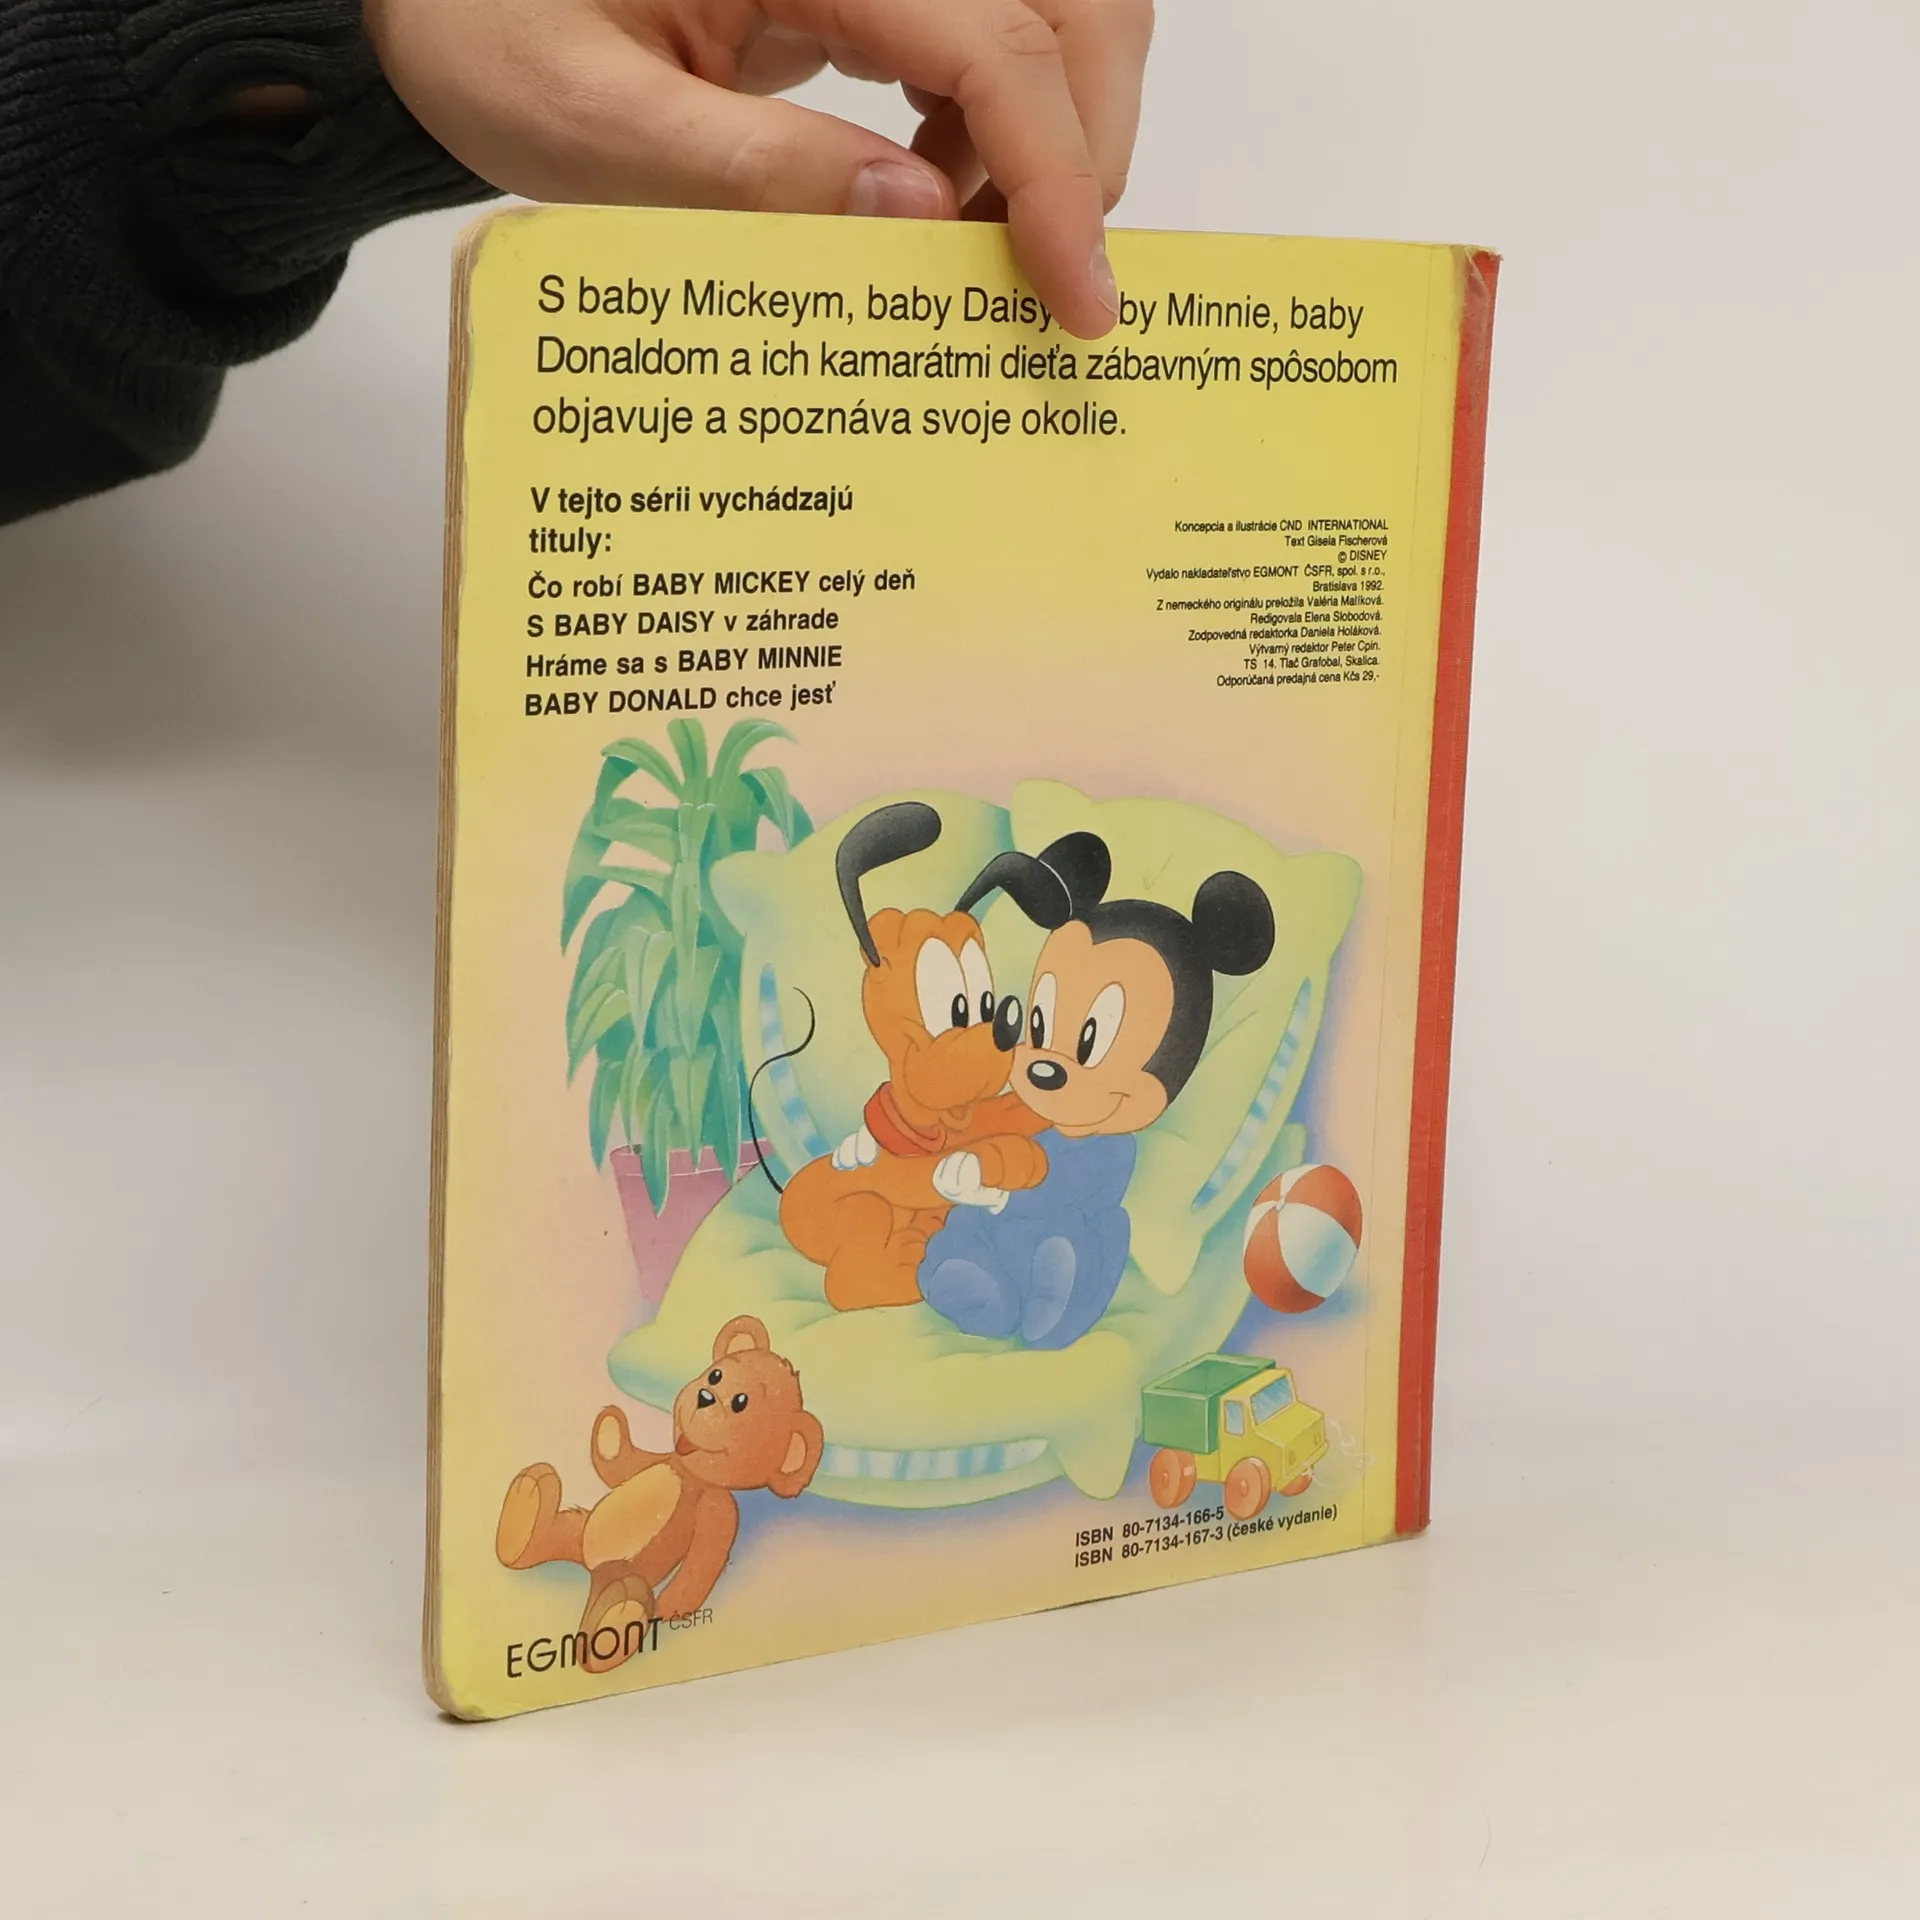 S baby Mickeym, baby Daisy, by Minnie, baby
Donaldom a ich kamarátmi dieťa zábavným spôsobom
objavuje a spoznáva svoje okolie.
V tejto sérii vychádzajú
tituly:
Čo robí BABY MICKEY celý deň
S BABY DAISY v záhrade
Hráme sa s BABY MINNIE
BABY DONALD chce jesť
Koncepcia a ilustrácie CND INTERNATIONAL
Text Gisela Fischerová
© DISNEY
Vydalo nakladateľstvo EGMONT ČSFR, spol. s r.o.,
Bratislava 1992.
Z nemeckého originálu preložila Valéria Malíková.
Redigovala Elena Slobodová.
Zodpovedná redaktorka Daniela Holáková.
Výtvarný redaktor Peter Cpin.
TS 14. Tlač Grafobal, Skalica.
Odporúčaná predajná cena Kčs 29,-
ISBN 80-7134-166-5
ISBN 80-7134-167-3 (české vydanie)
EGMONT ČSFR